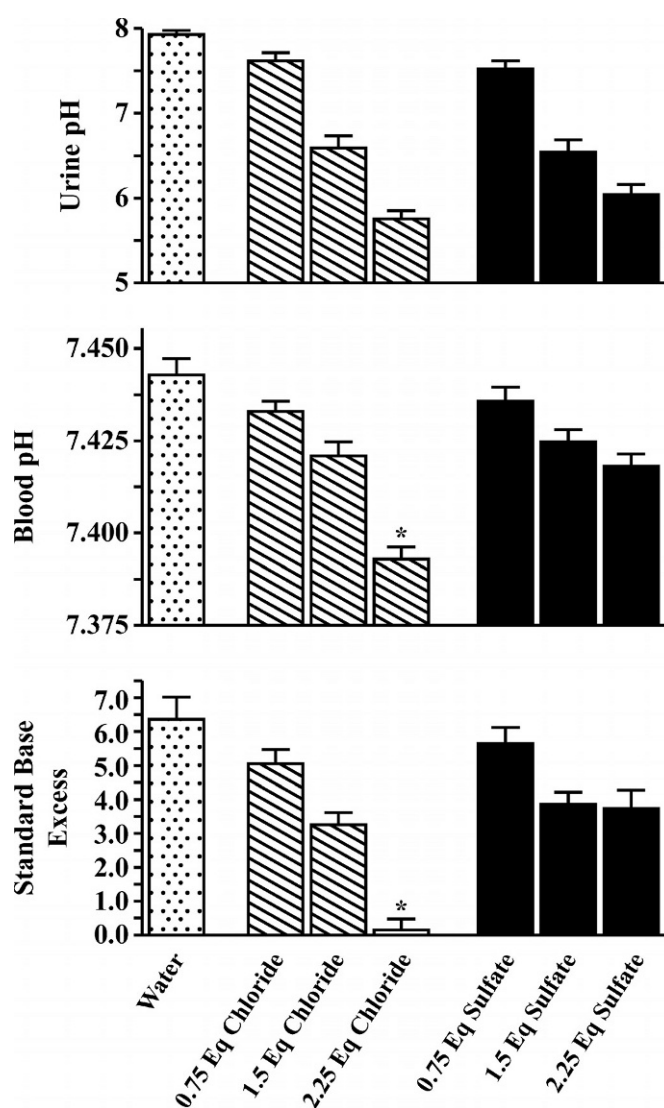 Urine pH
8
7
6
5
Blood pH
7.450
7.425
7.400
7.375
*
Standard Base
Excess
7.0
6.0
5.0
4.0
3.0
2.0
1.0
0.0
*
Water
0.75 Eq Chloride
1.5 Eq Chloride
2.25 Eq Chloride
0.75 Eq Sulfate
1.5 Eq Sulfate
2.25 Eq Sulfate